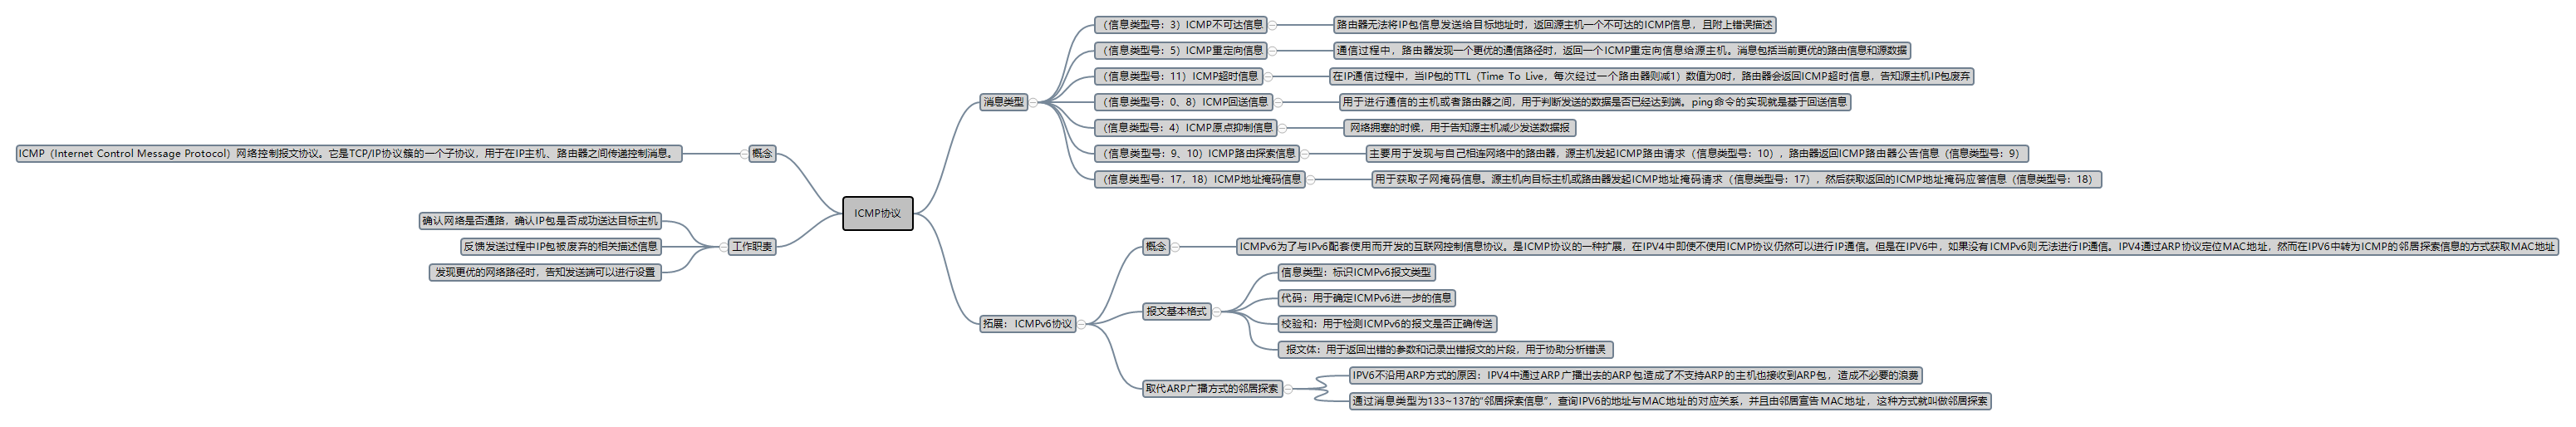 ICMP协议
概念
ICMP（Internet Control Message Protocol）网络控制报文协议。它是TCP/IP协议簇的一个子协议，用于在IP主机、路由器之间传递控制消息。
工作职责
确认网络是否通路，确认IP包是否成功送达目标主机
反馈发送过程中IP包被废弃的相关描述信息
发现更优的网络路径时，告知发送端可以进行设置
消息类型
（信息类型号：3）ICMP不可达信息
路由器无法将IP包信息发送给目标地址时，返回源主机一个不可达的ICMP信息，且附上错误描述
（信息类型号：5）ICMP重定向信息
通信过程中，路由器发现一个更优的通信路径时，返回一个ICMP重定向信息给源主机。消息包括当前更优的路由信息和源数据
（信息类型号：11）ICMP超时信息
在IP通信过程中，当IP包的TTL（Time To Live，每次经过一个路由器则减1）数值为0时，路由器会返回ICMP超时信息，告知源主机IP包废弃
（信息类型号：0、8）ICMP回送信息
用于进行通信的主机或者路由器之间，用于判断发送的数据是否已经达到端。ping命令的实现就是基于回送信息
（信息类型号：4）ICMP原点抑制信息
网络拥塞的时候，用于告知源主机减少发送数据报
（信息类型号：9、10）ICMP路由探索信息
主要用于发现与自己相连网络中的路由器，源主机发起ICMP路由请求（信息类型号：10），路由器返回ICMP路由器公告信息（信息类型号：9）
（信息类型号：17，18）ICMP地址掩码信息
用于获取子网掩码信息。源主机向目标主机或路由器发起ICMP地址掩码请求（信息类型号：17），然后获取返回的ICMP地址掩码应答信息（信息类型号：18）
拓展：ICMPv6协议
概念
ICMPv6为了与IPv6配套使用而开发的互联网控制信息协议。是ICMP协议的一种扩展，在IPV4中即使不使用ICMP协议仍然可以进行IP通信。但是在IPV6中，如果没有ICMPv6则无法进行IP通信。IPV4通过ARP协议定位MAC地址，然而在IPV6中转为ICMP的邻居探索信息的方式获取MAC地址
报文基本格式
信息类型：标识ICMPv6报文类型
代码：用于确定ICMPv6进一步的信息
校验和：用于检测ICMPv6的报文是否正确传送
报文体：用于返回出错的参数和记录出错报文的片段，用于协助分析错误
取代ARP广播方式的邻居探索
IPV6不沿用ARP方式的原因：IPV4中通过ARP广播出去的ARP包造成了不支持ARP的主机也接收到ARP包，造成不必要的浪费
通过消息类型为133~137的"邻居探索信息"，查询IPV6的地址与MAC地址的对应关系，并且由邻居宣告MAC地址，这种方式就叫做邻居探索